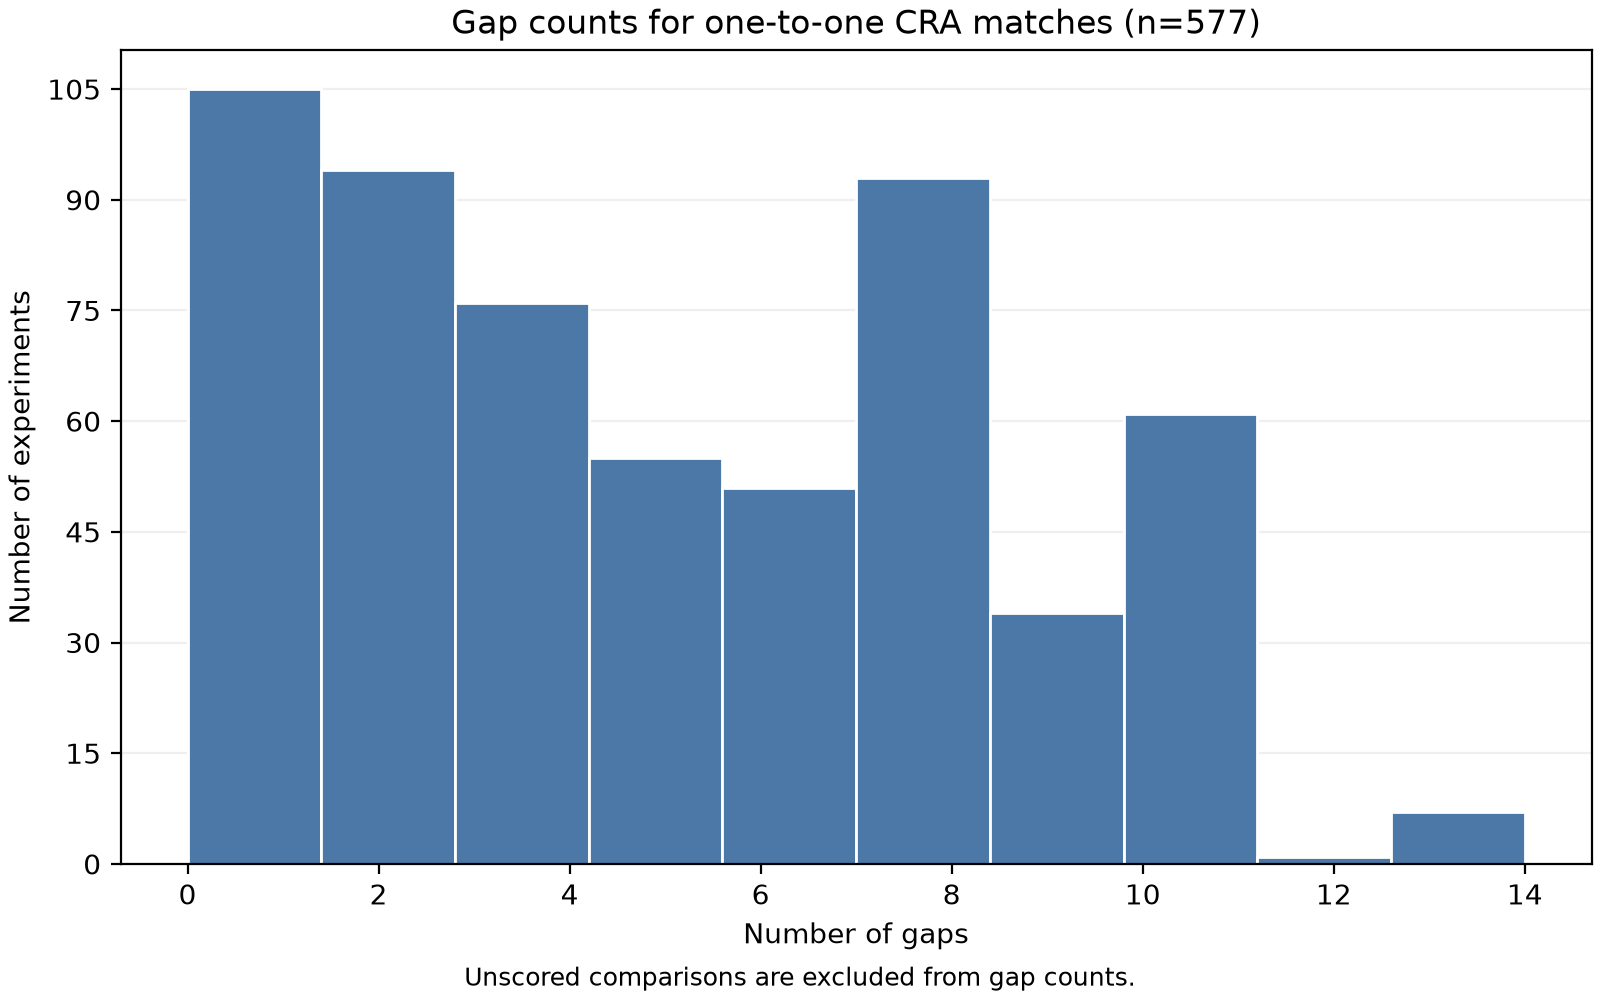 Gap counts for one-to-one CRA matches (n=577)
Number of experiments
105
90
75
60
45
30
15
0
0 2 4 6 8 10 12 14
Number of gaps
Unscored comparisons are excluded from gap counts.